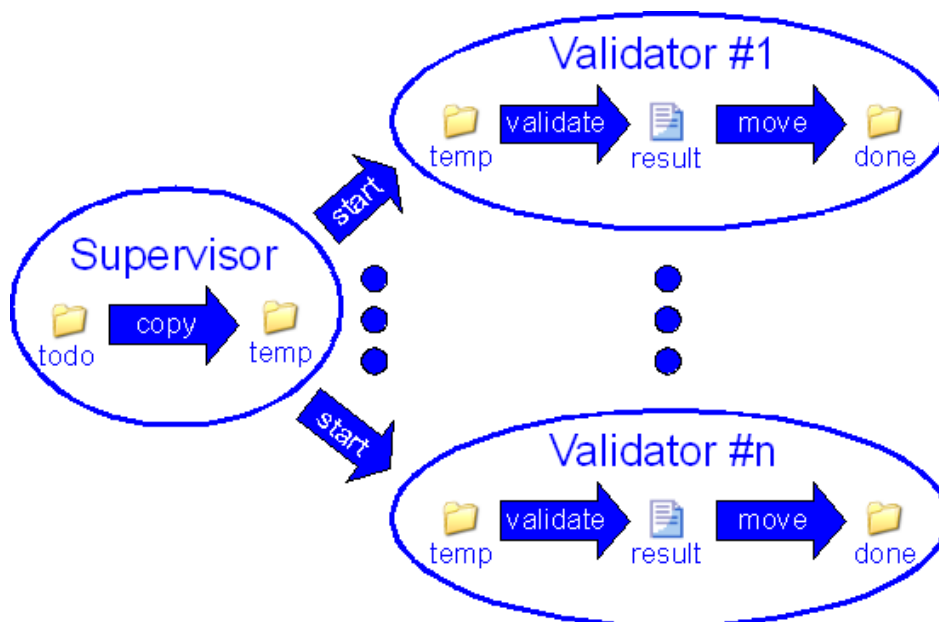 Validator #1
validate
move
temp
result
done
start
Supervisor
copy
todo
temp
start
Validator #n
validate
move
temp
result
done